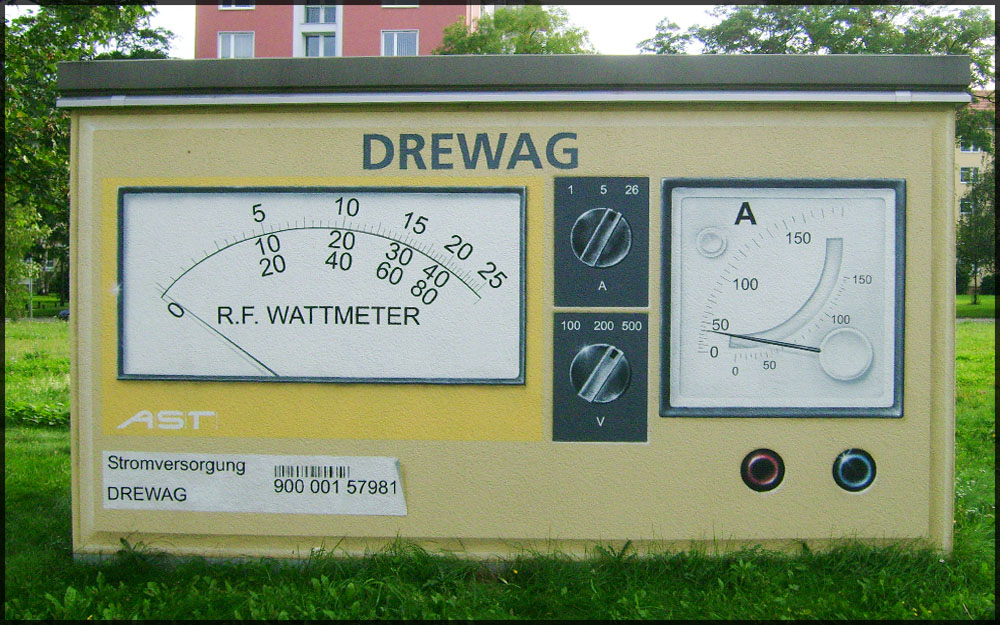 DREWAG
5 10 15 20 25
10 20 30 40
0 20 40 60 80
R.F. WATTMETER
AST
Stromversorgung
DREWAG
900 001 57981
1 5 26
A
100 200 500
V
A
150
100
50
0
150
100
50
0